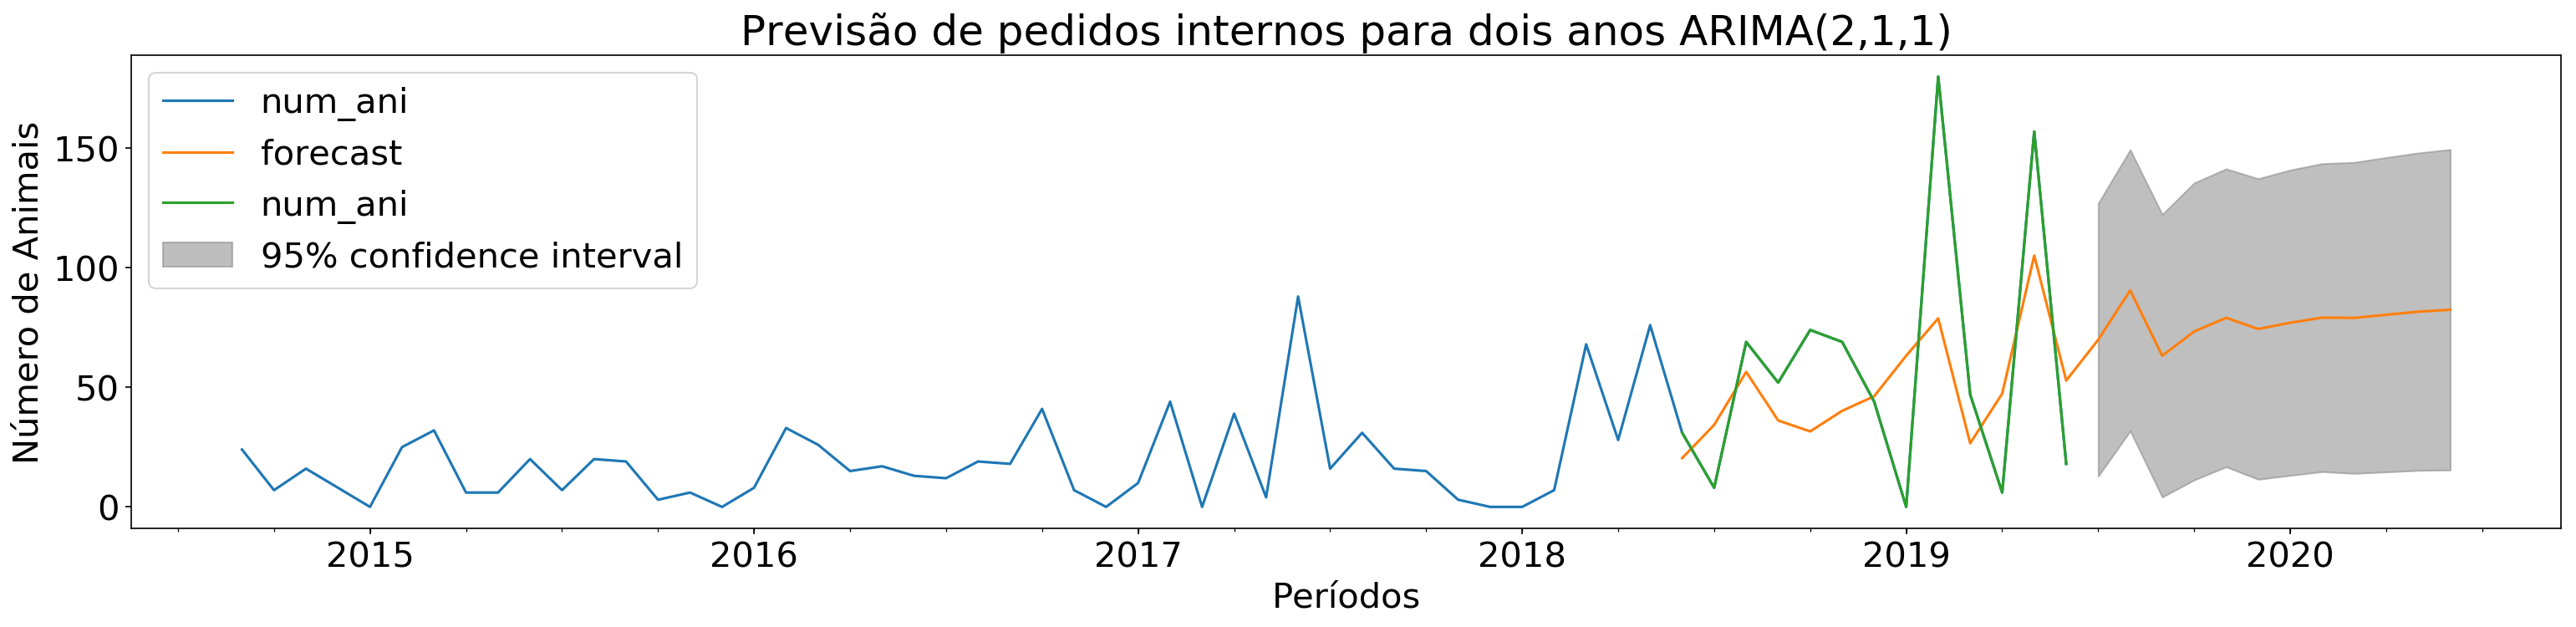 Previsão de pedidos internos para dois anos ARIMA(2,1,1)
num_ani
forecast
num_ani
95% confidence interval
Número de Animais
150
100
50
0
2015 2016 2017 2018 2019 2020
Períodos